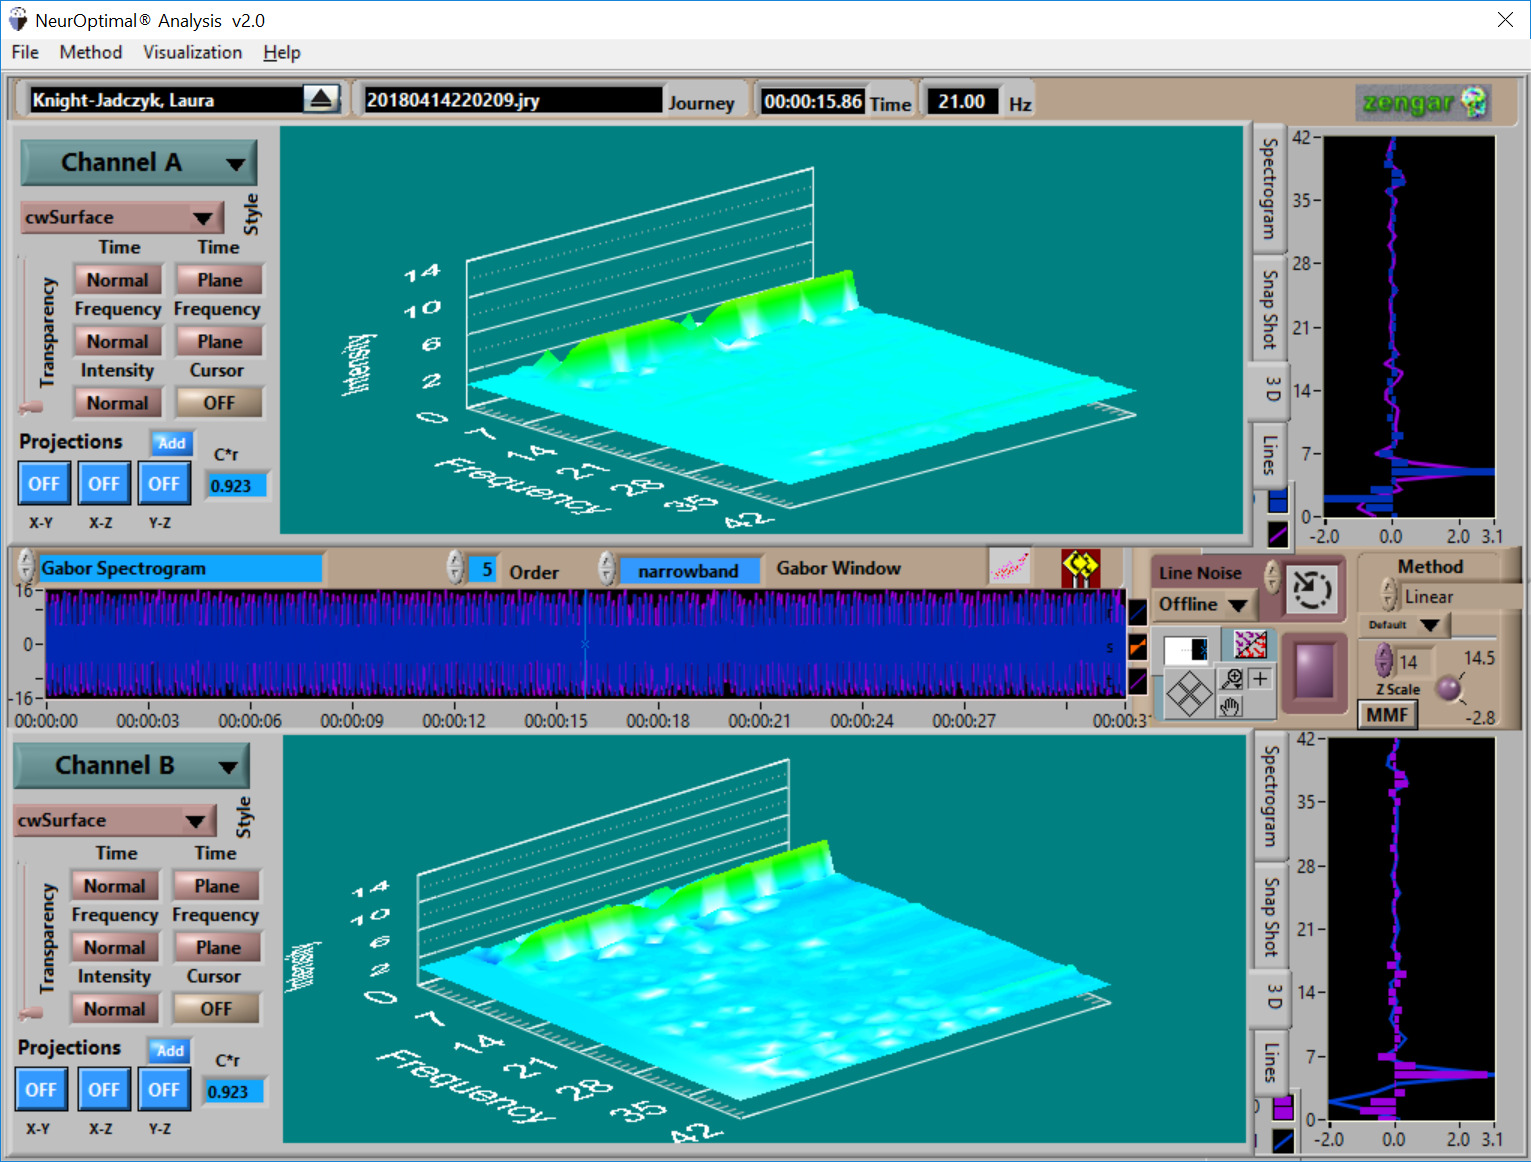 NeurOptimal® Analysis v2.0
File Method Visualization Help
Knight-Jadczyk, Laura 20180414220209.jry Journey 00:00:15.86 Time 21.00 Hz zengar
Channel A
cwSurface Style
Time Time
Normal Plane
Frequency Frequency
Normal Plane
Intensity Cursor
Normal OFF
Transparency
Projections Add C*r
OFF OFF OFF 0.923
X-Y X-Z Y-Z
14
10
6
2
0
Intensity
7 14 21 28 35 42
Frequency
Spectrogram
Snap Shot
3 D
Lines
42
35
28
21
14
7
0
-2.0 0.0 2.0 3.1
Gabor Spectrogram 5 Order narrowband Gabor Window
16
0
-16
r
s
t
00:00:00 00:00:03 00:00:06 00:00:09 00:00:12 00:00:15 00:00:18 00:00:21 00:00:24 00:00:27
Line Noise
Offline
Method
Linear
Default
14 14.5
Z Scale
MMF -2.8
Channel B
cwSurface Style
Time Time
Normal Plane
Frequency Frequency
Normal Plane
Intensity Cursor
Normal OFF
Transparency
Projections Add C*r
OFF OFF OFF 0.923
X-Y X-Z Y-Z
14
10
6
2
0
Intensity
7 14 21 28 35 42
Frequency
Spectrogram
Snap Shot
3 D
Lines
42
35
28
21
14
7
0
-2.0 0.0 2.0 3.1